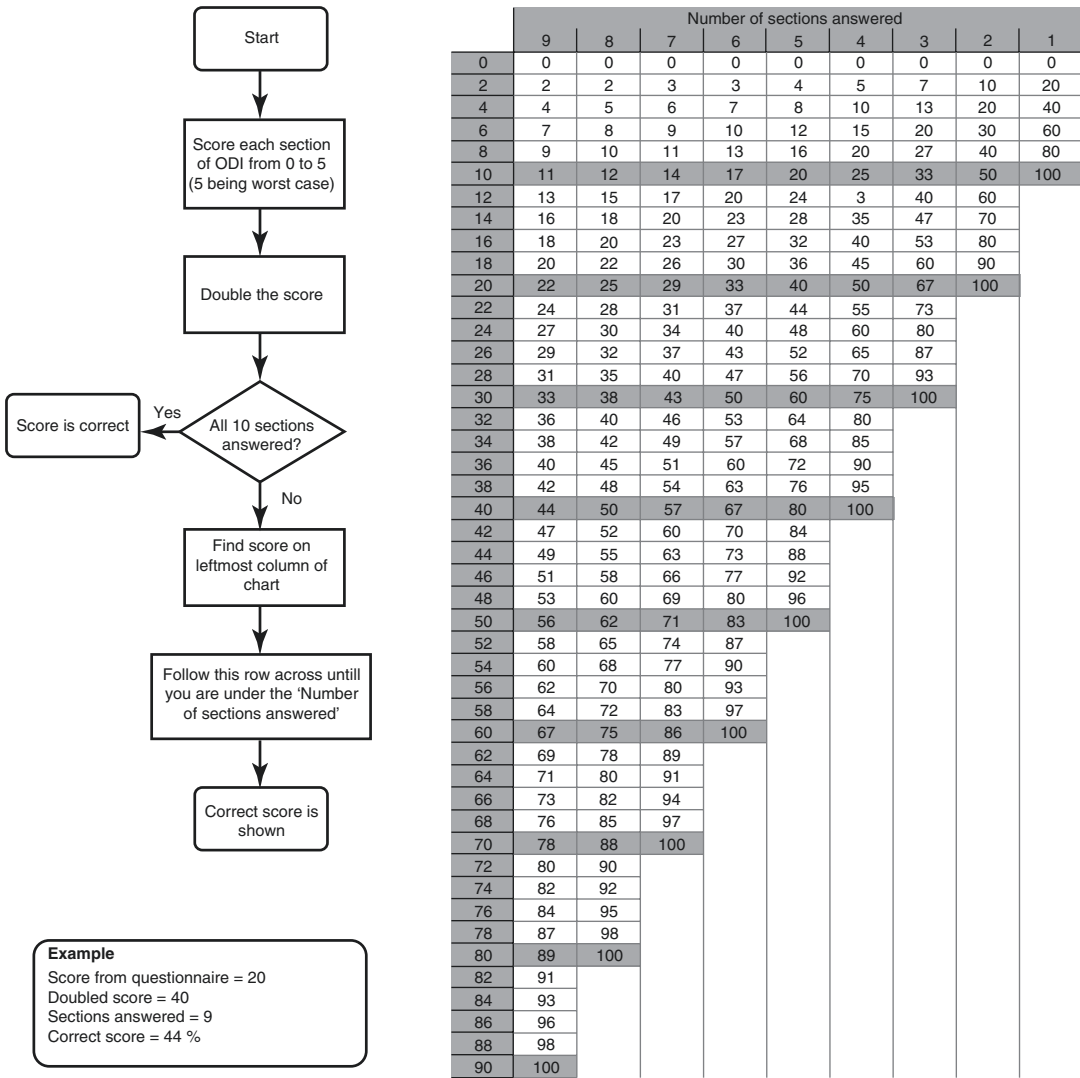 Start
Score each section
of ODI from 0 to 5
(5 being worst case)
Double the score
All 10 sections
answered?
Yes
Score is correct
No
Find score on
leftmost column of
chart
Follow this row across untill
you are under the ‘Number
of sections answered’
Correct score is
shown
Example
Score from questionnaire = 20
Doubled score = 40
Sections answered = 9
Correct score = 44 %
Number of sections answered
9 8 7 6 5 4 3 2 1
0 0 0 0 0 0 0 0 0 0
2 2 2 3 3 4 5 7 10 20
4 4 5 6 7 8 10 13 20 40
6 7 8 9 10 12 15 20 30 60
8 9 10 11 13 16 20 27 40 80
10 11 12 14 17 20 25 33 50 100
12 13 15 17 20 24 3 40 60
14 16 18 20 23 28 35 47 70
16 18 20 23 27 32 40 53 80
18 20 22 26 30 36 45 60 90
20 22 25 29 33 40 50 67 100
22 24 28 31 37 44 55 73
24 27 30 34 40 48 60 80
26 29 32 37 43 52 65 87
28 31 35 40 47 56 70 93
30 33 38 43 50 60 75 100
32 36 40 46 53 64 80
34 38 42 49 57 68 85
36 40 45 51 60 72 90
38 42 48 54 63 76 95
40 44 50 57 67 80 100
42 47 52 60 70 84
44 49 55 63 73 88
46 51 58 66 77 92
48 53 60 69 80 96
50 56 62 71 83 100
52 58 65 74 87
54 60 68 77 90
56 62 70 80 93
58 64 72 83 97
60 67 75 86 100
62 69 78 89
64 71 80 91
66 73 82 94
68 76 85 97
70 78 88 100
72 80 90
74 82 92
76 84 95
78 87 98
80 89 100
82 91
84 93
86 96
88 98
90 100